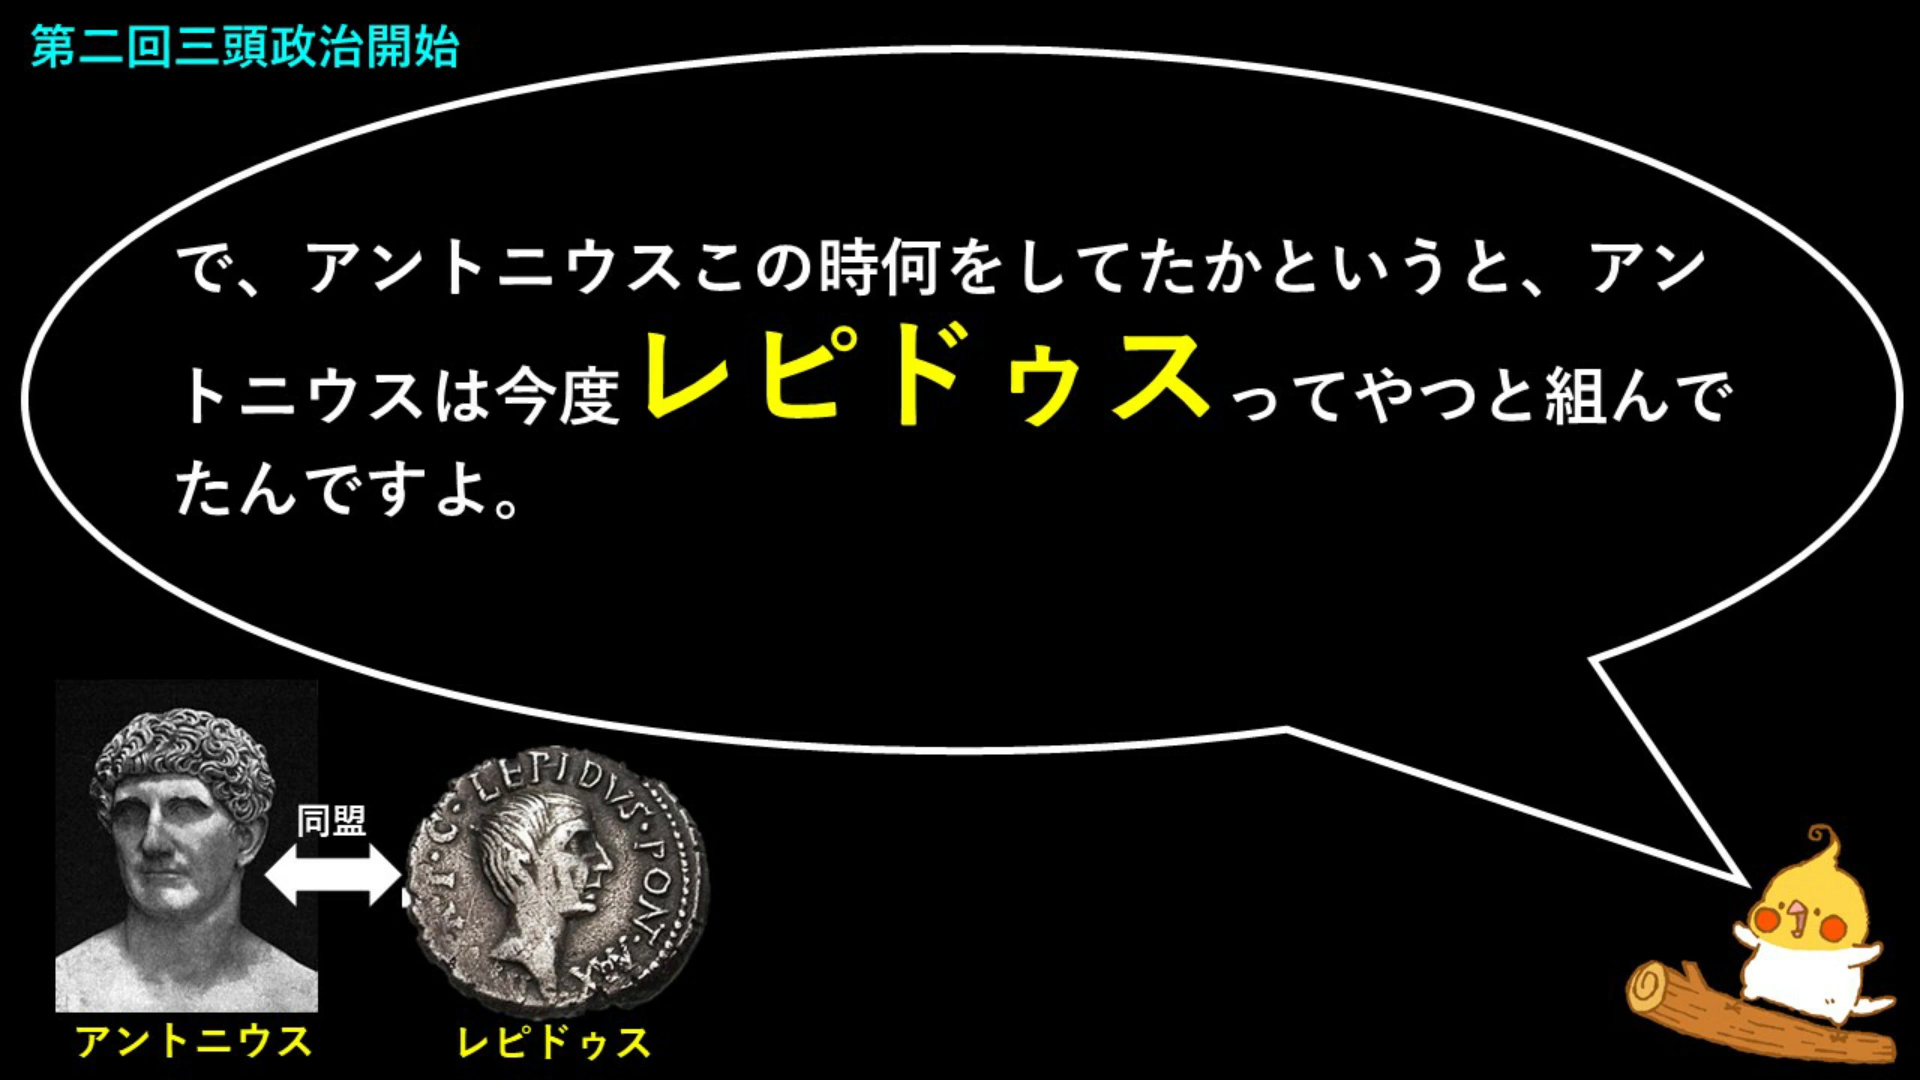 第二回三頭政治開始
で、アントニウスこの時何をしてたかというと、アン
トニウスは今度レピドゥスってやつと組んで
たんですよ。
同盟
LEPIDVS·PONT·
アントニウス
レピドゥス